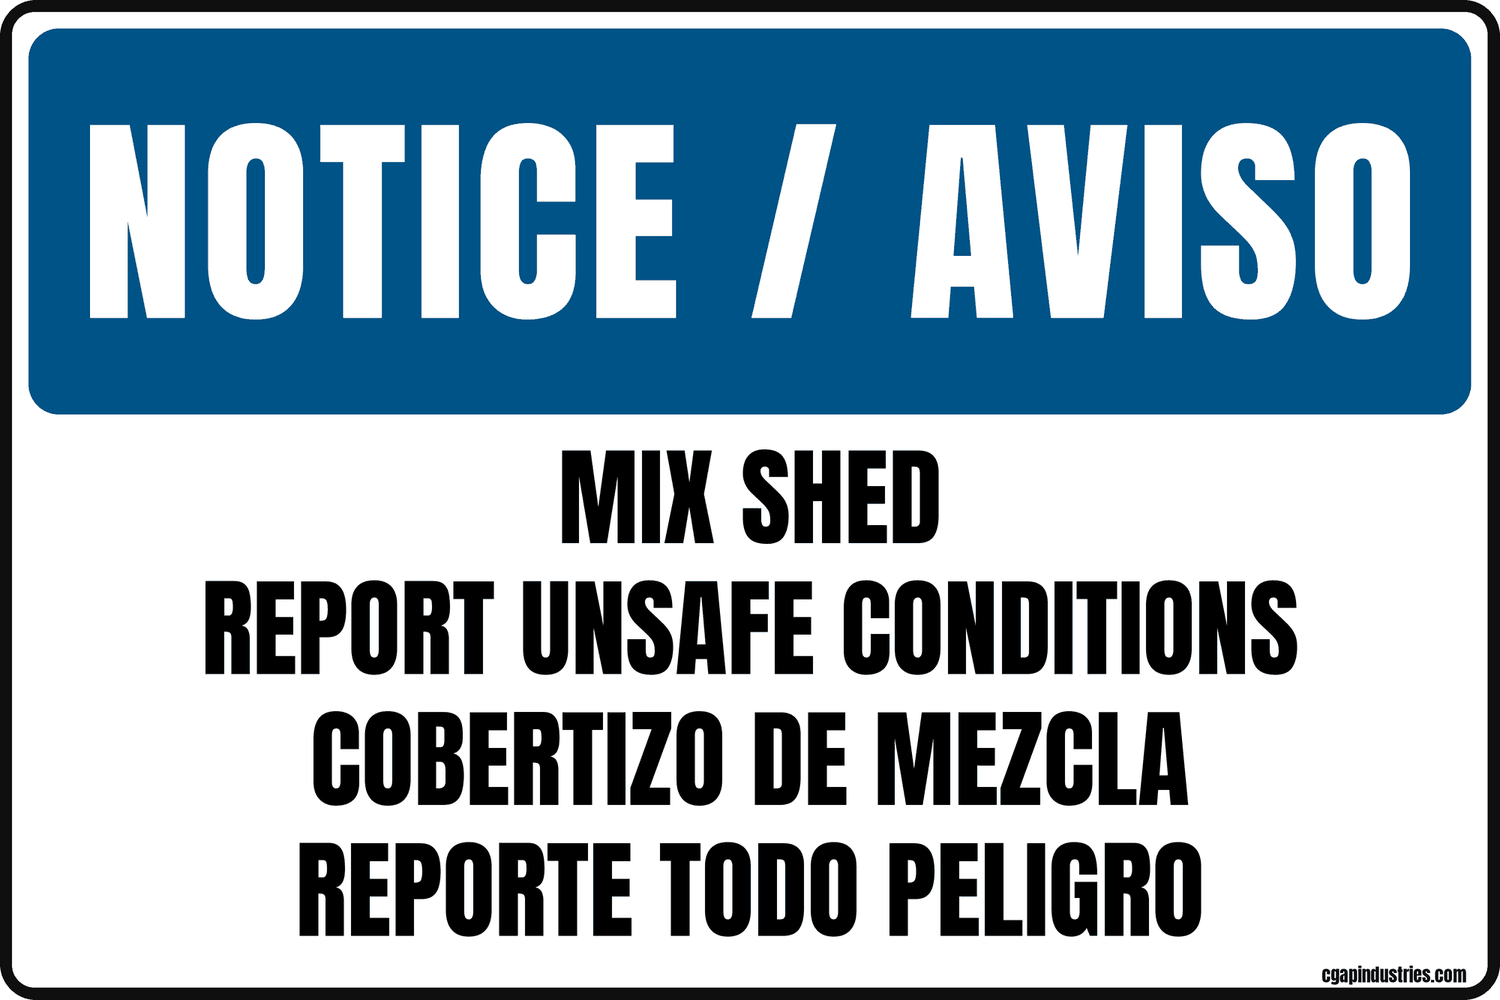 NOTICE / AVISO
MIX SHED
REPORT UNSAFE CONDITIONS
COBERTIZO DE MEZCLA
REPORTE TODO PELIGRO
cgapindustries.com